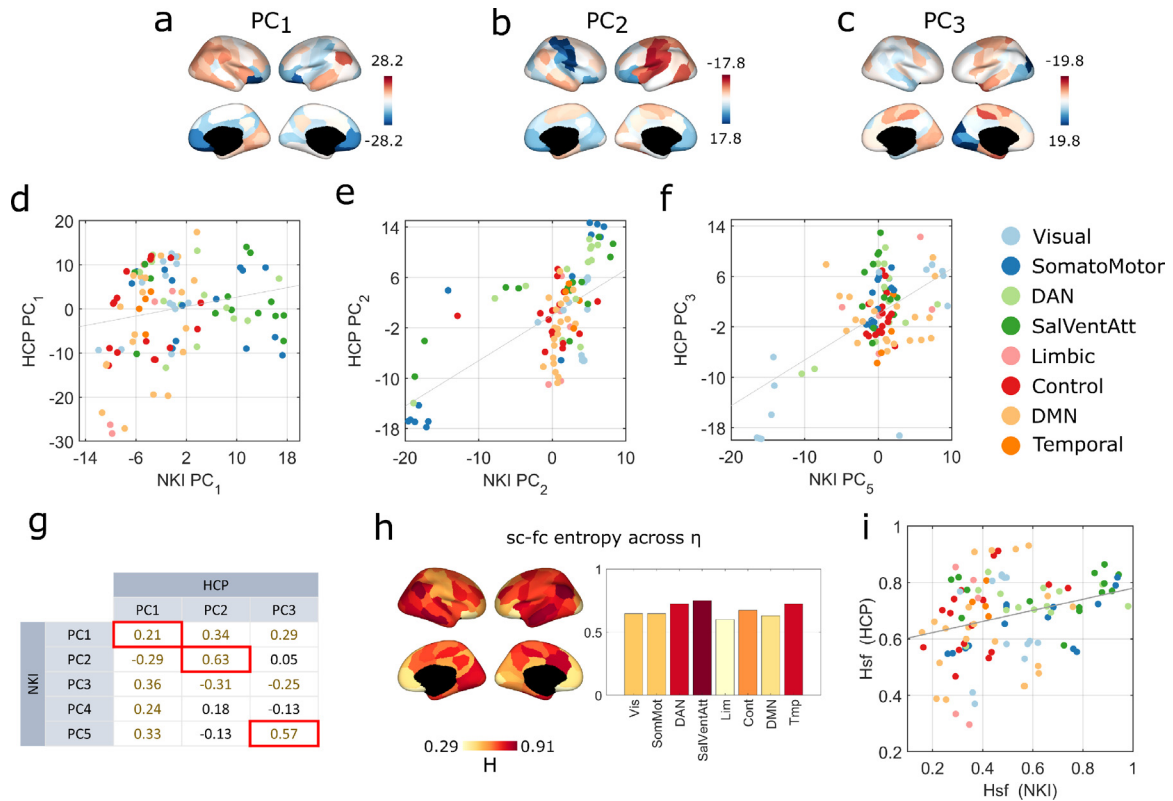 a PC1
28.2
-28.2
b PC2
-17.8
17.8
c PC3
-19.8
19.8
d
HCP PC1
20
10
0
-10
-20
-30
-14 -6 2 10 18
NKI PC1
e
HCP PC2
14
6
-2
-10
-18
-20 -10 0 10
NKI PC2
f
HCP PC3
14
6
-2
-10
-18
-20 -10 0 10
NKI PC5
Visual
SomatoMotor
DAN
SalVentAtt
Limbic
Control
DMN
Temporal
g
HCP
PC1 PC2 PC3
NKI
PC1 0.21 0.34 0.29
PC2 -0.29 0.63 0.05
PC3 0.36 -0.31 -0.25
PC4 0.24 0.18 -0.13
PC5 0.33 -0.13 0.57
h
sc-fc entropy across η
0.29 0.91
H
1
0.5
0
Vis SomMot DAN SalVentAtt Lim Cont DMN Tmp
i
Hsf (HCP)
1
0.8
0.6
0.4
0.2
0.2 0.4 0.6 0.8 1
Hsf (NKI)